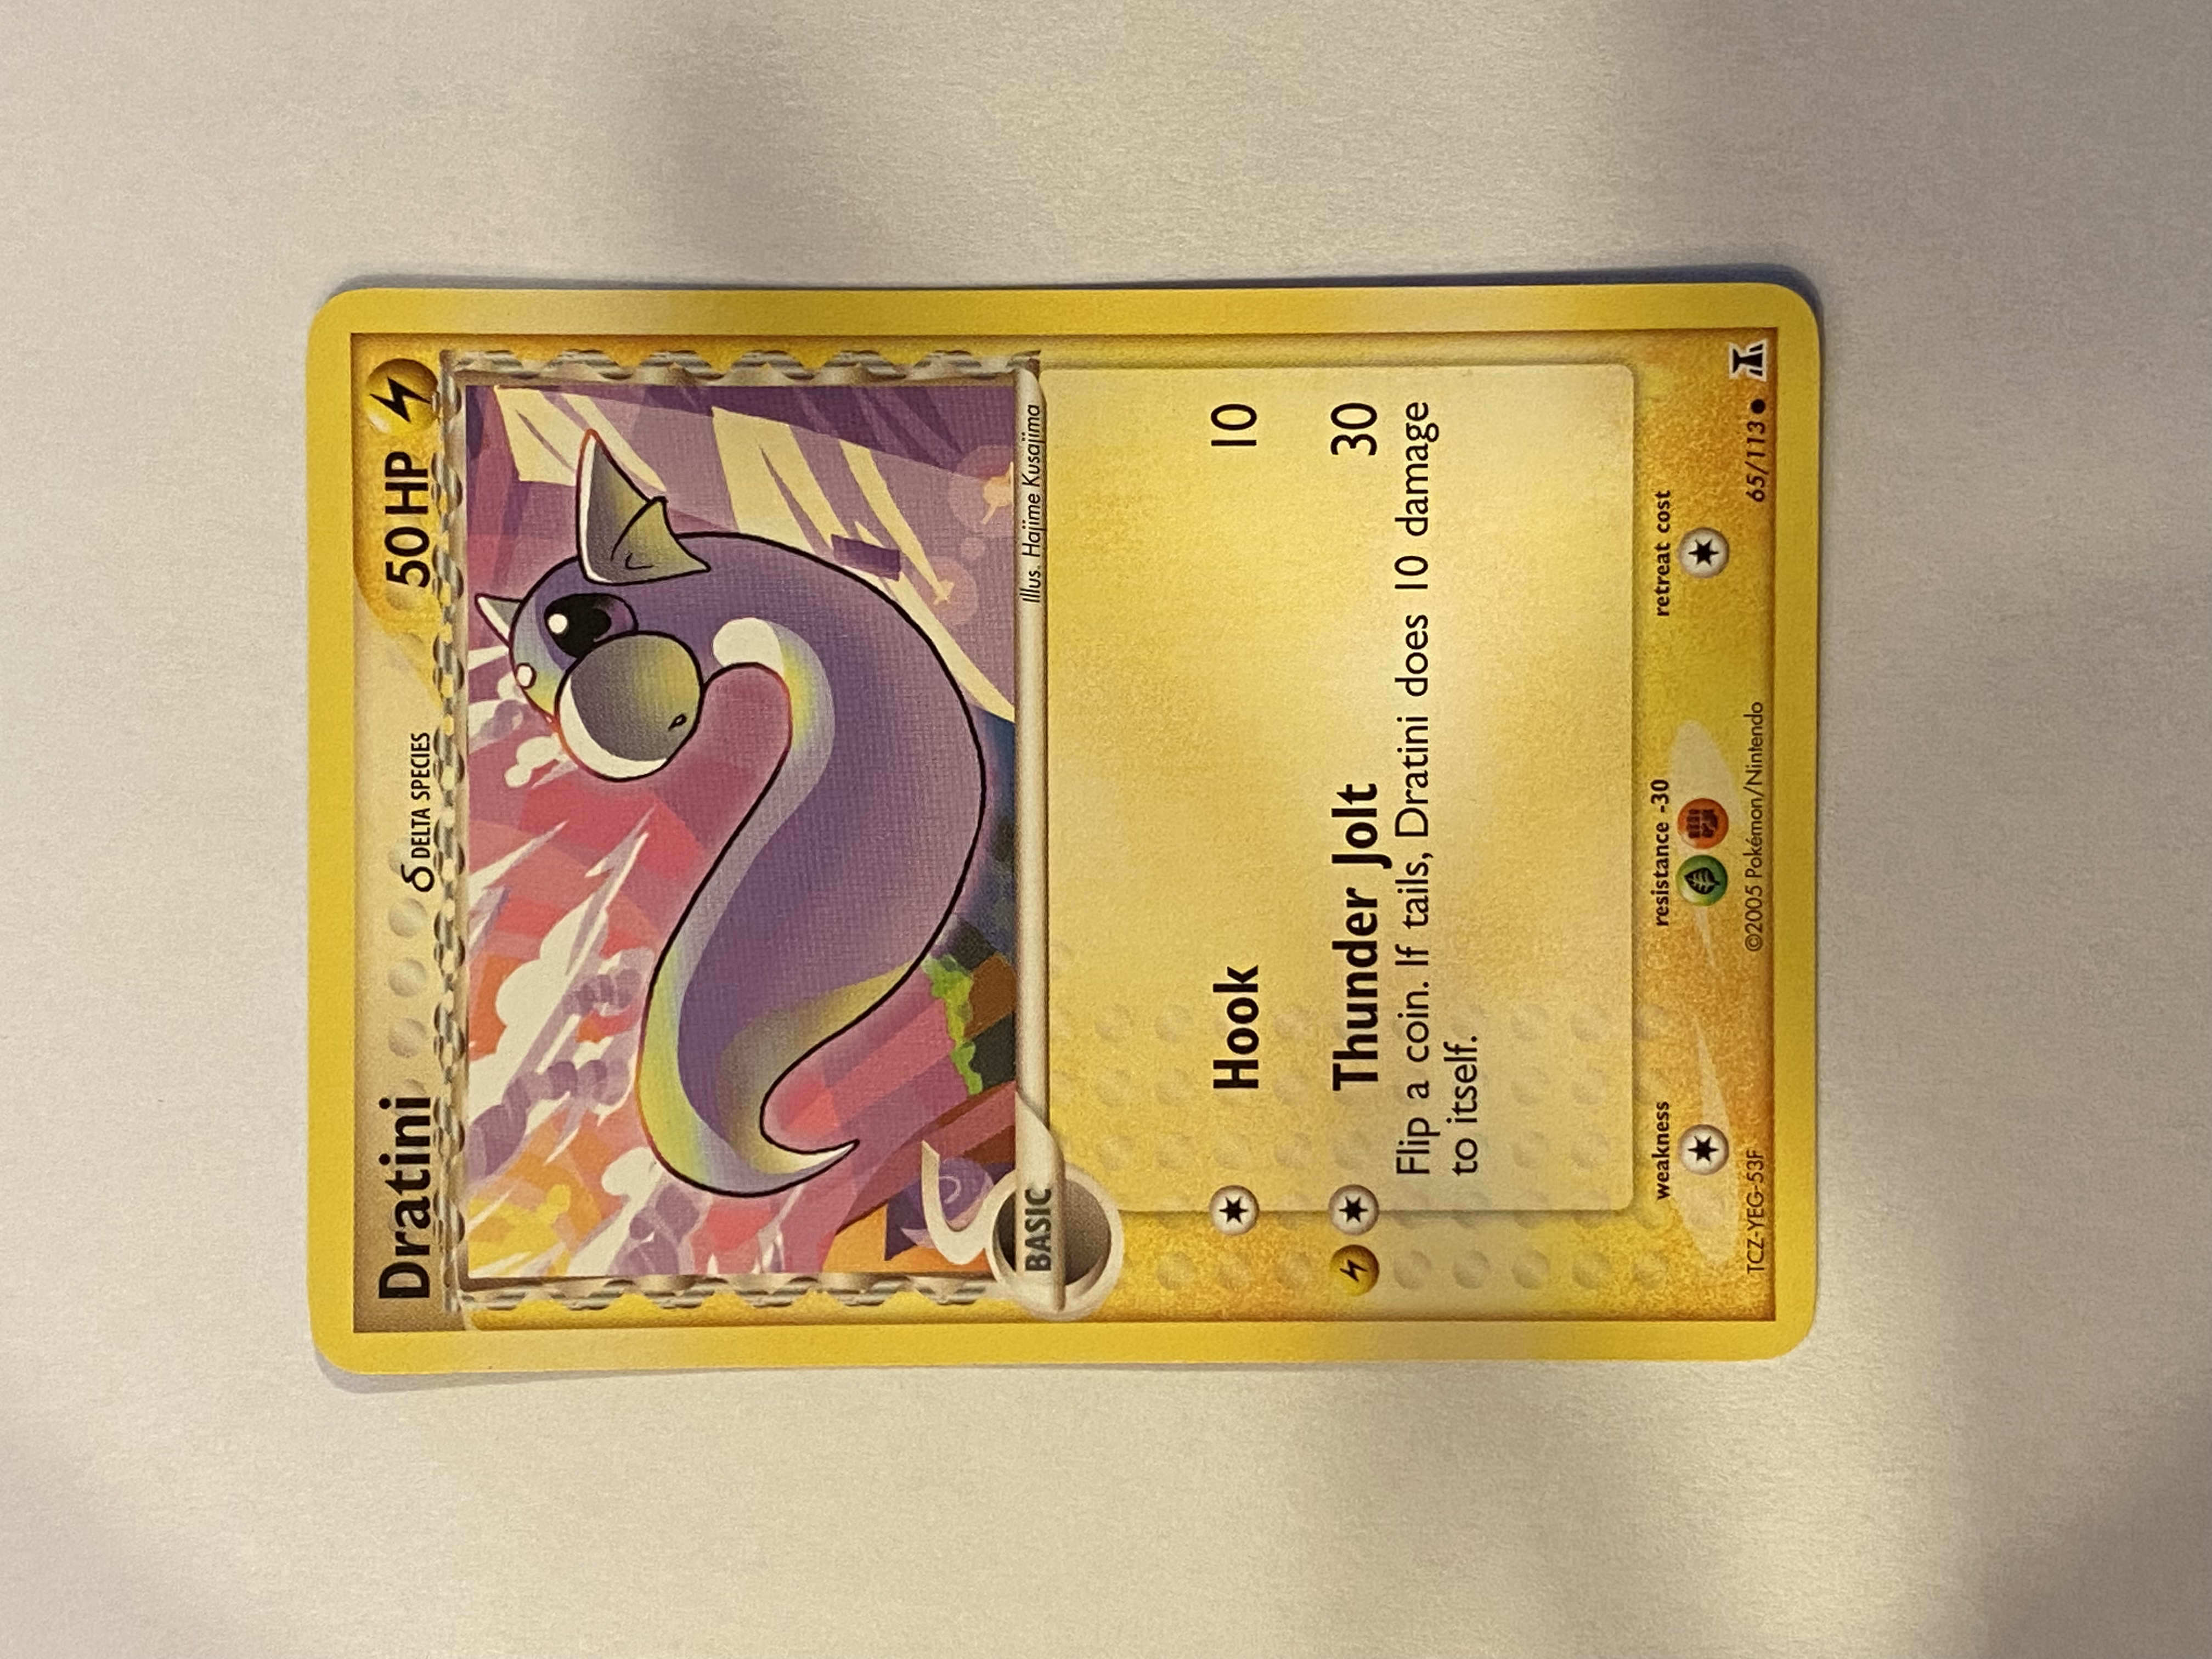 Dratini δ DELTA SPECIES 50 HP
BASIC
Illus. Hajime Kusajima
Hook 10
Thunder Jolt 30
Flip a coin. If tails, Dratini does 10 damage
to itself.
weakness resistance -30 retreat cost
TCZ-YEG-53F ©2005 Pokémon/Nintendo 65/113